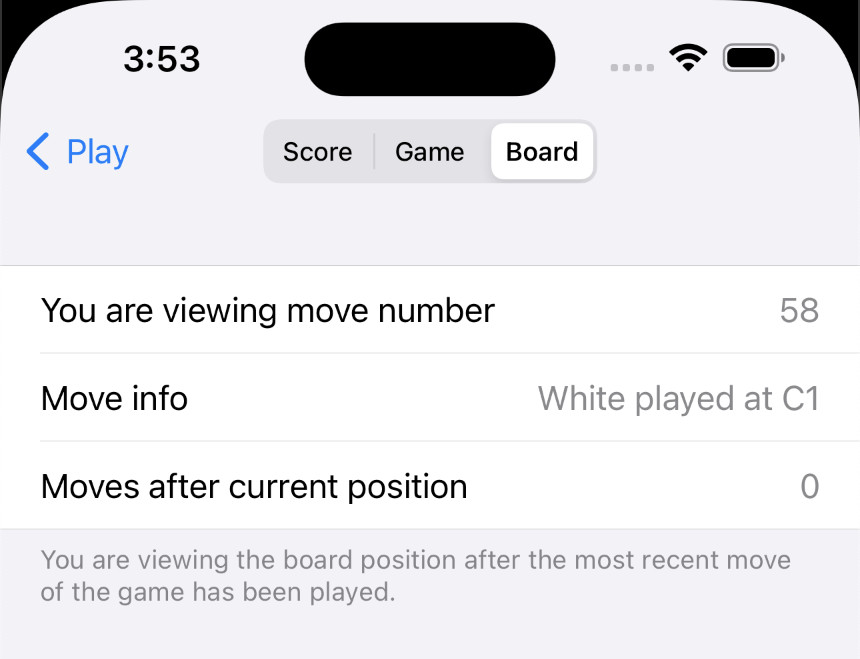 3:53
Play
Score Game Board
You are viewing move number 58
Move info White played at C1
Moves after current position 0
You are viewing the board position after the most recent move
of the game has been played.